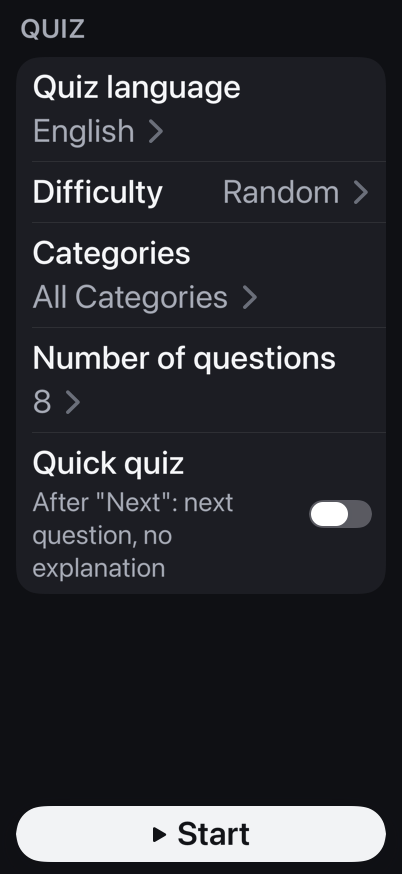 QUIZ
Quiz language
English
Difficulty Random
Categories
All Categories
Number of questions
8
Quick quiz
After "Next": next
question, no
explanation
Start